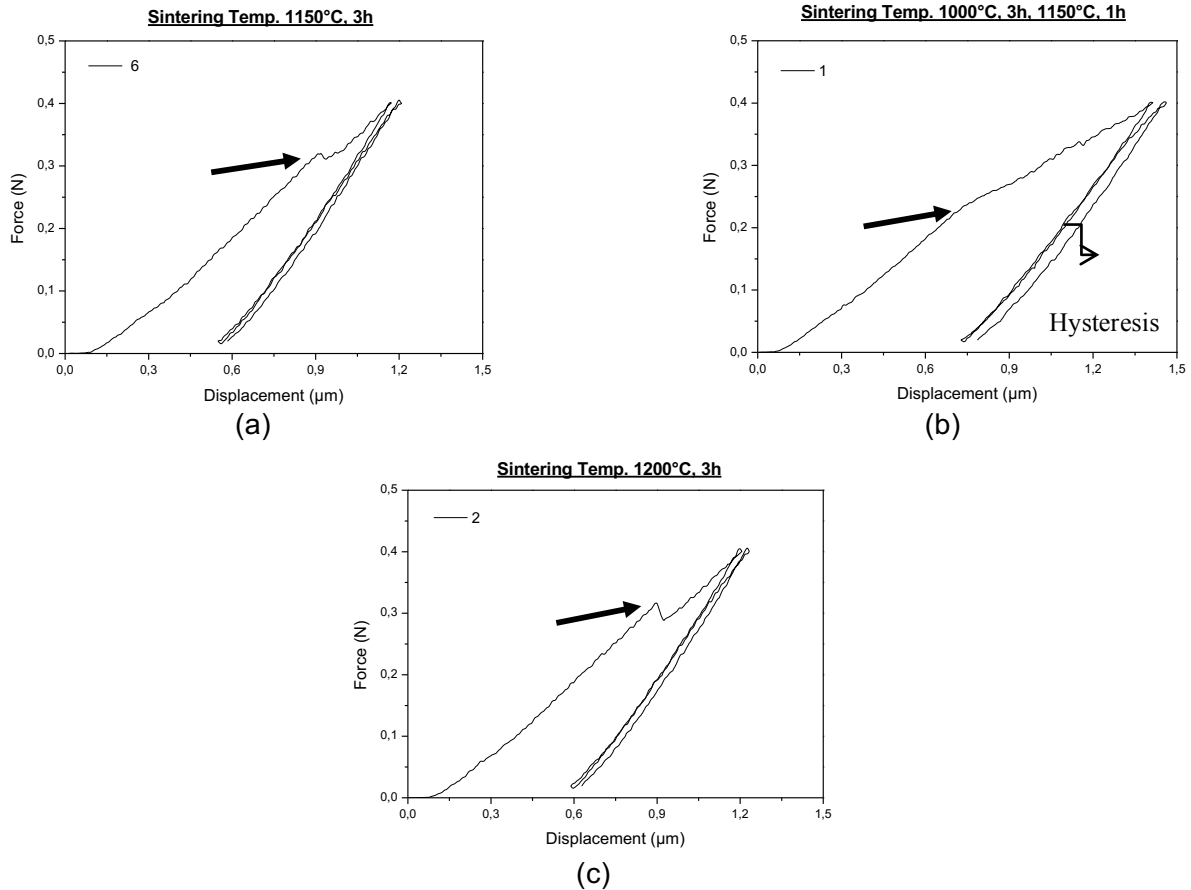 Sintering Temp. 1150°C, 3h
0,5
6
0,4
0,3
0,2
0,1
0,0
Force (N)
0,0 0,3 0,6 0,9 1,2 1,5
Displacement (µm)
(a)
Sintering Temp. 1000°C, 3h, 1150°C, 1h
0,5
1
0,4
0,3
0,2
0,1
0,0
Force (N)
Hysteresis
0,0 0,3 0,6 0,9 1,2 1,5
Displacement (µm)
(b)
Sintering Temp. 1200°C, 3h
0,5
2
0,4
0,3
0,2
0,1
0,0
Force (N)
0,0 0,3 0,6 0,9 1,2 1,5
Displacement (µm)
(c)